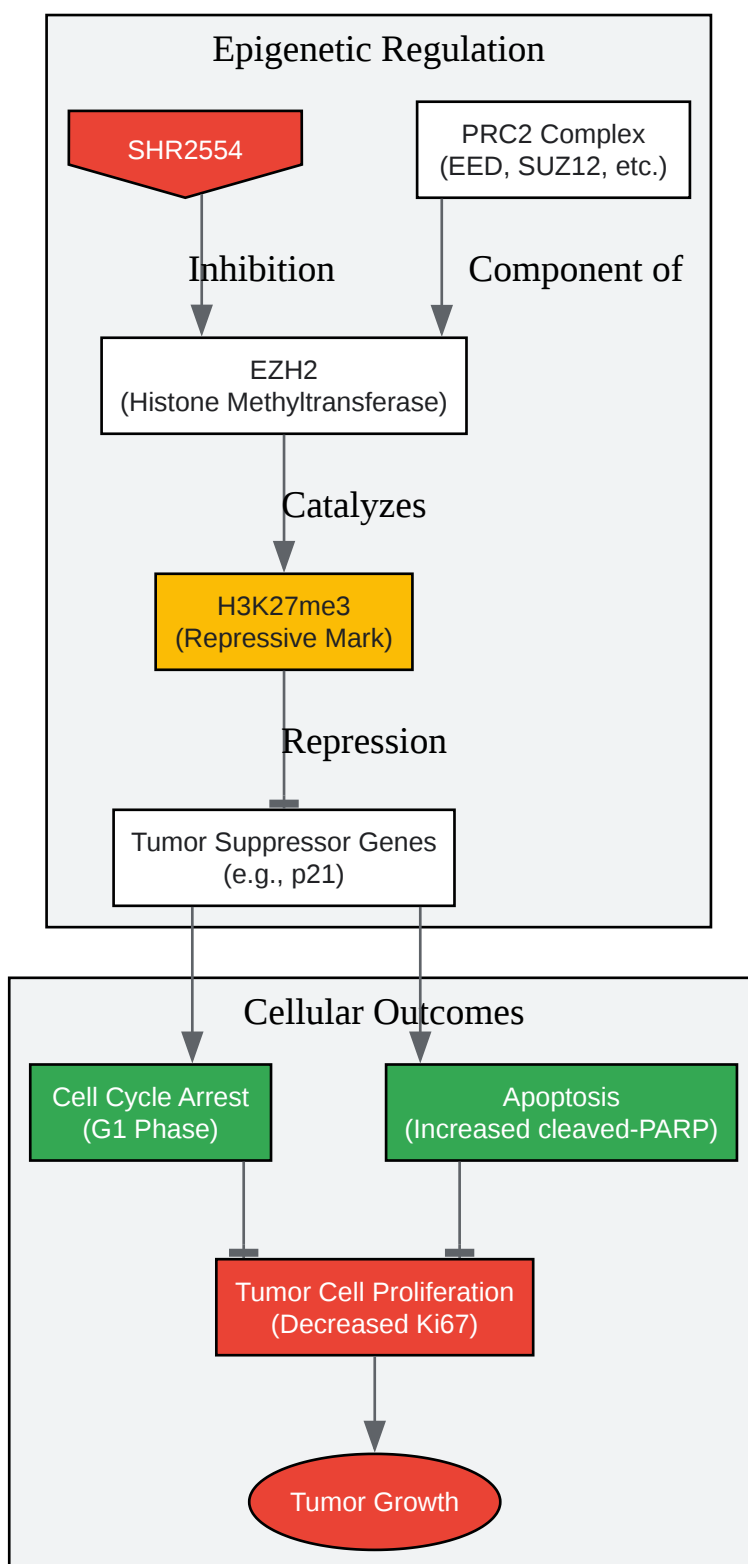 Epigenetic Regulation
SHR2554
PRC2 Complex
(EED, SUZ12, etc.)
Inhibition
Component of
EZH2
(Histone Methyltransferase)
Catalyzes
H3K27me3
(Repressive Mark)
Repression
Tumor Suppressor Genes
(e.g., p21)
Cellular Outcomes
Cell Cycle Arrest
(G1 Phase)
Apoptosis
(Increased cleaved-PARP)
Tumor Cell Proliferation
(Decreased Ki67)
Tumor Growth